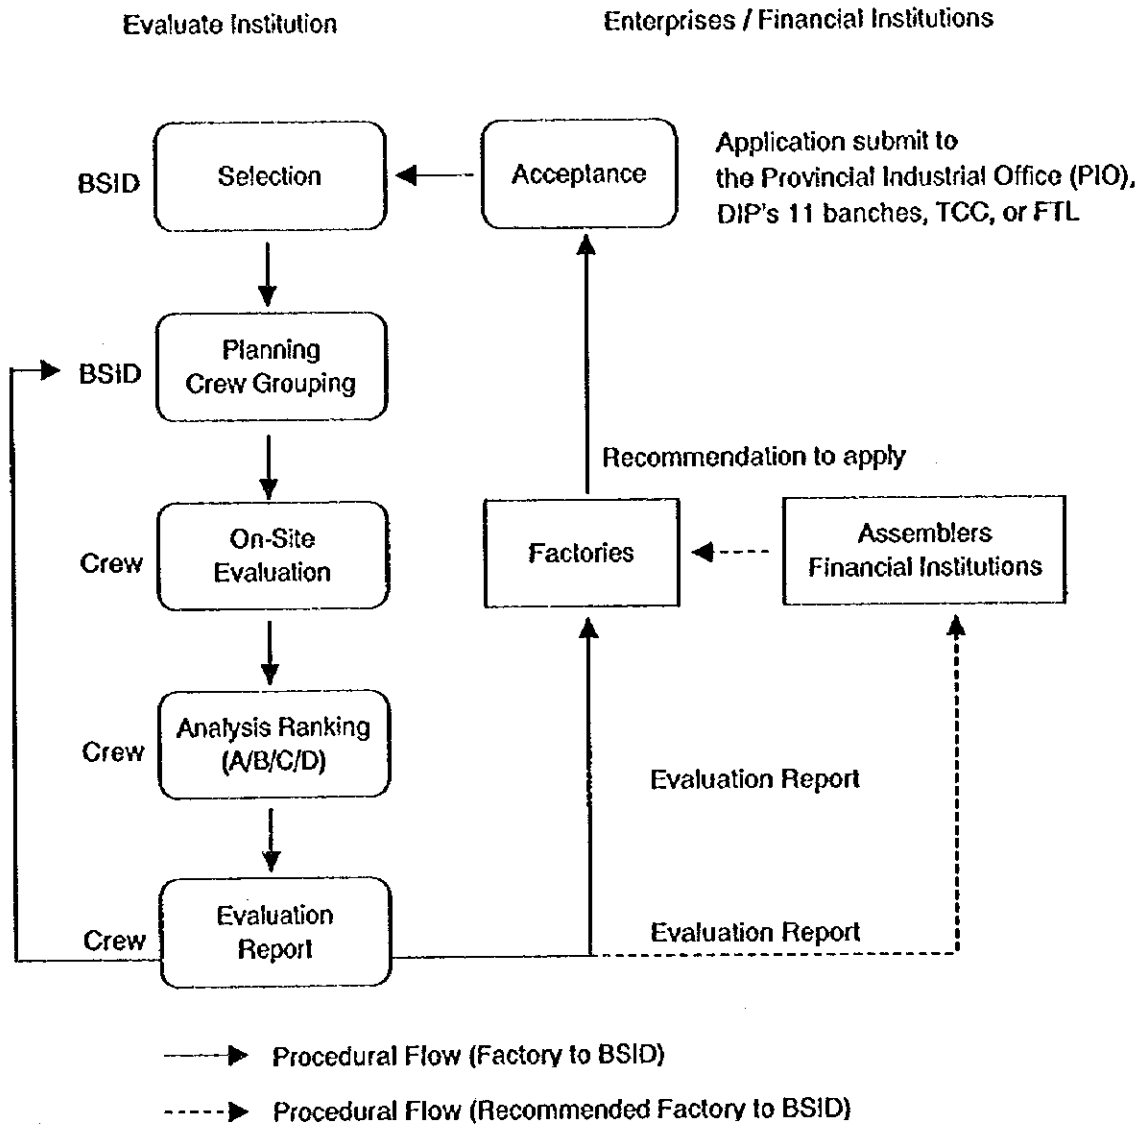 Evaluate Institution
Enterprises / Financial Institutions
BSID
Selection
Acceptance
Application submit to
the Provincial Industrial Office (PIO),
DIP's 11 banches, TCC, or FTL
BSID
Planning
Crew Grouping
Recommendation to apply
Crew
On-Site
Evaluation
Factories
Assemblers
Financial Institutions
Crew
Analysis Ranking
(A/B/C/D)
Evaluation Report
Crew
Evaluation
Report
Evaluation Report
Procedural Flow (Factory to BSID)
Procedural Flow (Recommended Factory to BSID)